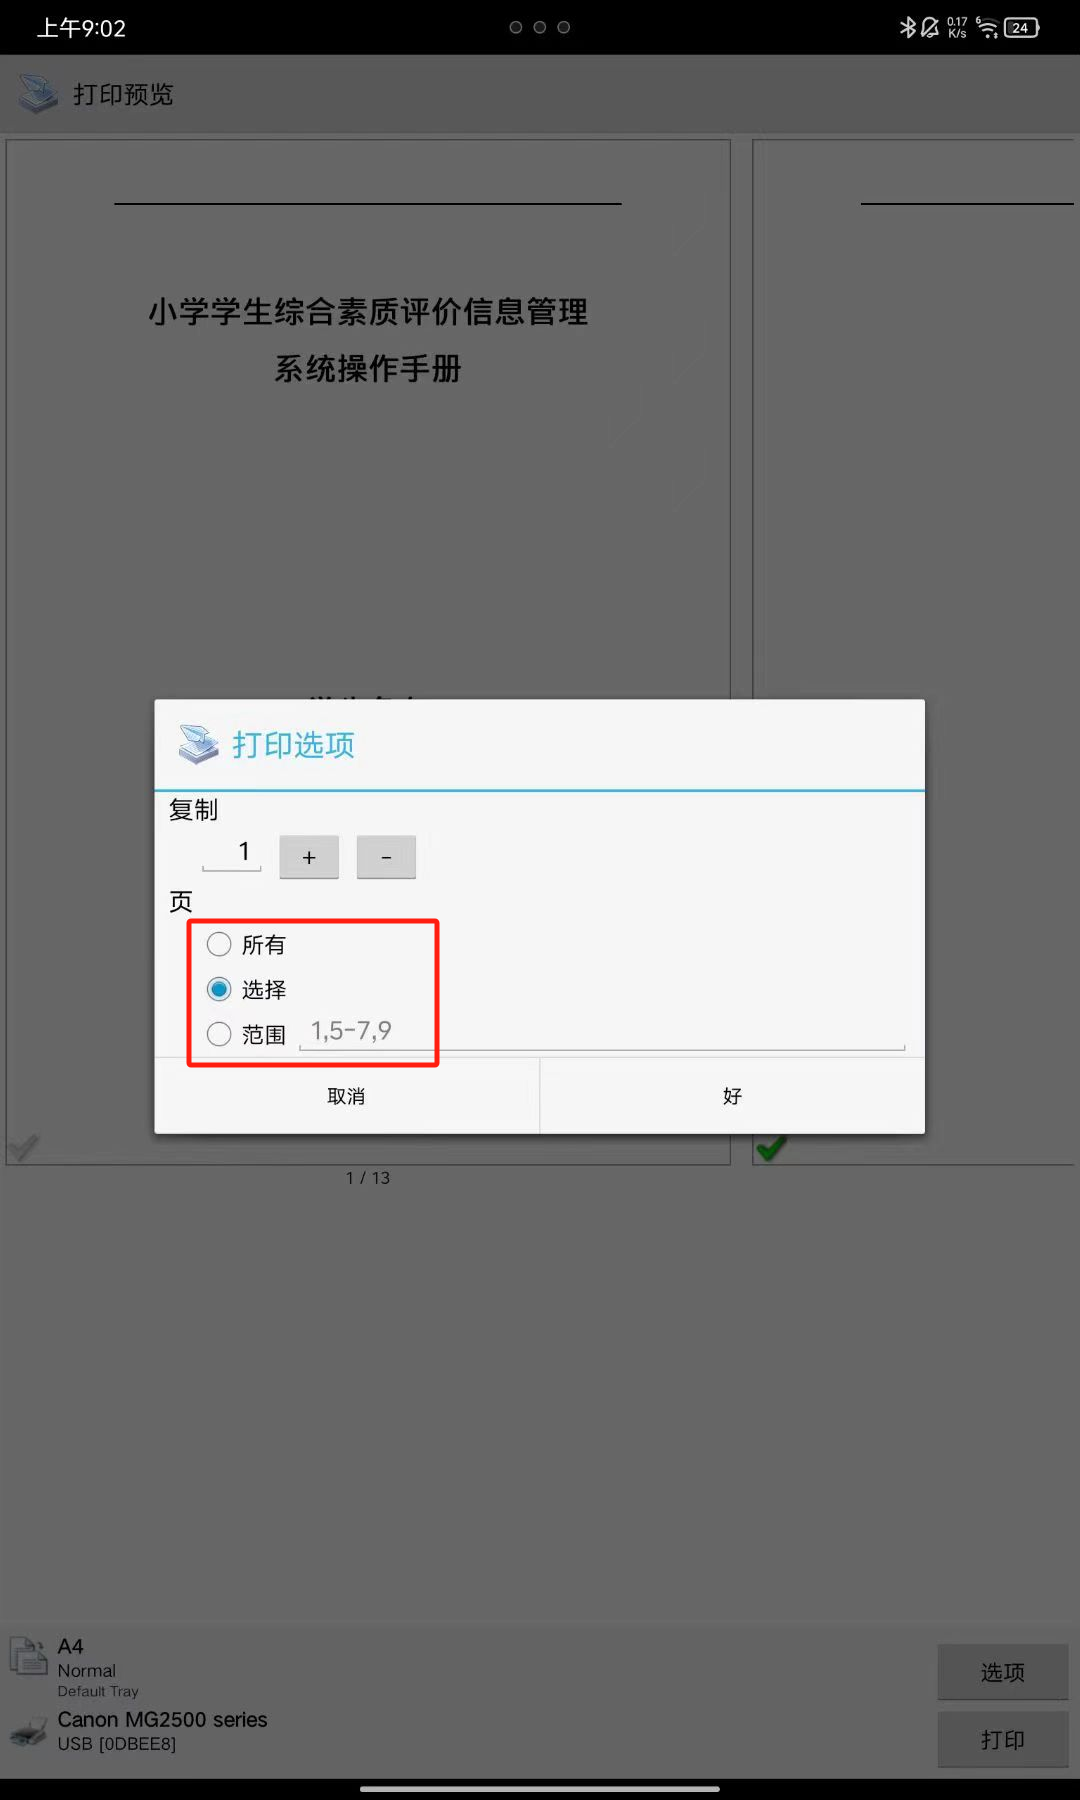 上午9:02
0.17
K/s
6
24
打印预览
小学学生综合素质评价信息管理
系统操作手册
打印选项
复制
1
+
-
页
所有
选择
范围 1,5-7,9
取消
好
1 / 13
A4
Normal
Default Tray
选项
Canon MG2500 series
USB [0DBEE8]
打印